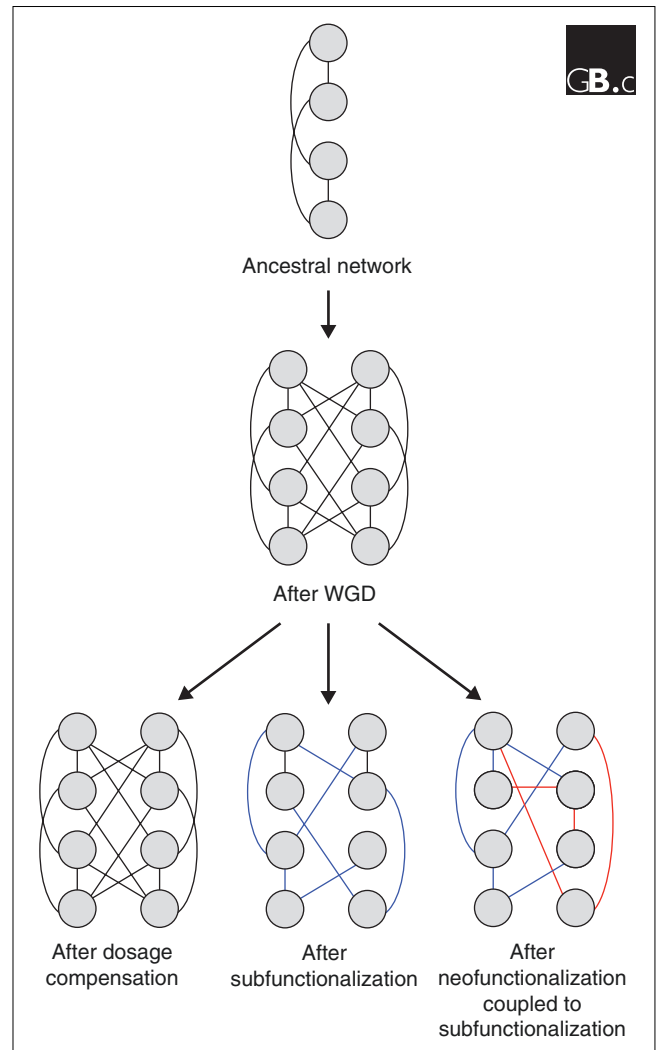 GB.c
Ancestral network
After WGD
After dosage
compensation
After
subfunctionalization
After
neofunctionalization
coupled to
subfunctionalization